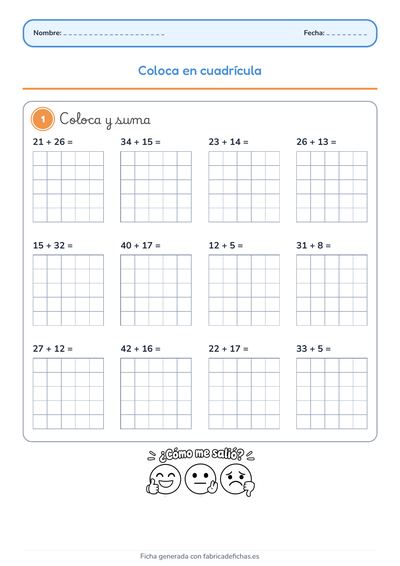 Nombre: Fecha:
Coloca en cuadrícula
1 Coloca y suma
21 + 26 = 34 + 15 = 23 + 14 = 26 + 13 =
15 + 32 = 40 + 17 = 12 + 5 = 31 + 8 =
27 + 12 = 42 + 16 = 22 + 17 = 33 + 5 =
¿Cómo me salió?
Ficha generada con fabricadefichas.es